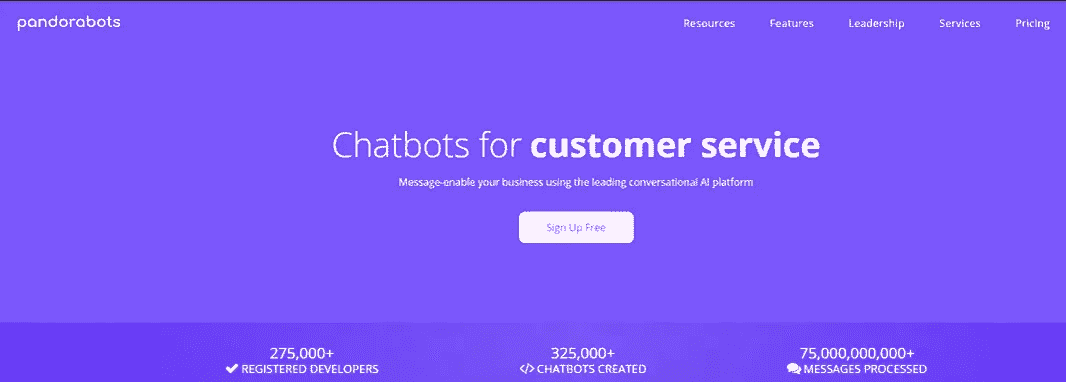 pandorabots
Resources Features Leadership Services Pricing
Chatbots for customer service
Message-enable your business using the leading conversational AI platform
Sign Up Free
275,000+ 325,000+ 75,000,000,000+
REGISTERED DEVELOPERS </> CHATBOTS CREATED MESSAGES PROCESSED